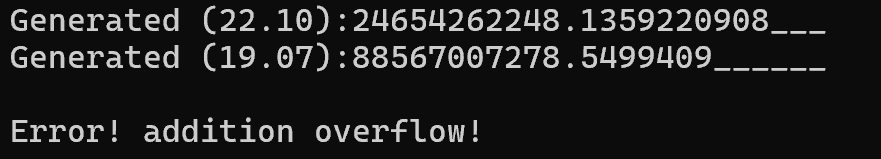 Generated (22.10):24654262248.1359220908___
Generated (19.07):88567007278.5499409______
Error! addition overflow!